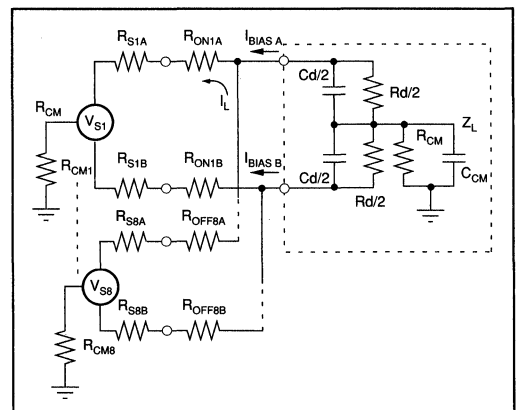 R_S1A
R_ON1A
I_BIAS A
Cd/2
Rd/2
I_L
R_CM
V_S1
Z_L
R_CM
R_CM1
R_S1B
R_ON1B
I_BIAS B
Cd/2
C_CM
Rd/2
R_S8A
R_OFF8A
V_S8
R_S8B
R_OFF8B
R_CM8